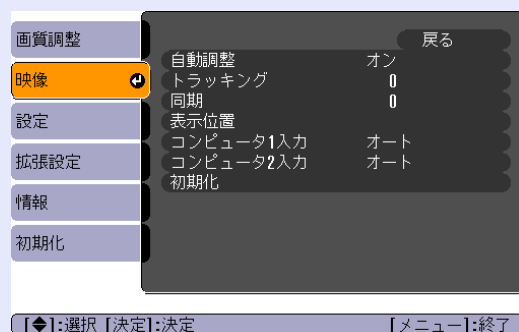 画質調整
映像
設定
拡張設定
情報
初期化
戻る
自動調整 オン
トラッキング 0
同期 0
表示位置
コンピュータ1入力 オート
コンピュータ2入力 オート
初期化
[◆]:選択 [決定]:決定 [メニュー]:終了